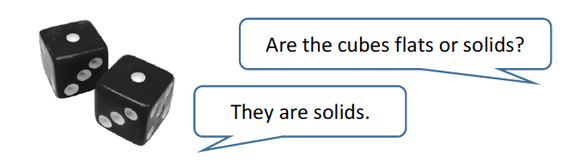 Are the cubes flats or solids?
They are solids.